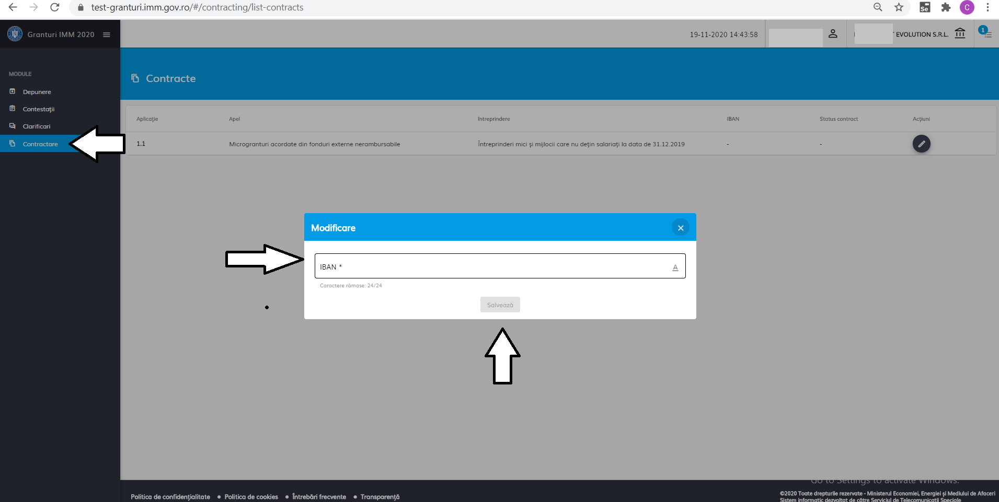 test-granturi.imm.gov.ro/#/contracting/list-contracts
Se
C
Granturi IMM 2020
19-11-2020 14:43:58
EVOLUTION S.R.L.
1
MODULE
Depunere
Contestații
Clarificari
Contractare
Contracte
Aplicație Apel Întreprindere IBAN Status contract Acțiuni
1.1 Microgranturi acordate din fonduri externe nerambursabile Întreprinderi mici și mijlocii care nu dețin salariați la data de 31.12.2019 - -
Modificare
IBAN *
A
Caractere rămase: 24/24
Salvează
Go to Settings to activate Windows.
Politica de confidențialitate • Politica de cookies • Întrebări frecvente • Transparență
©2020 Toate drepturile rezervate - Ministerul Economiei, Energiei și Mediului de Afaceri
Sistem informatic dezvoltat de către Serviciul de Telecomunicații Speciale